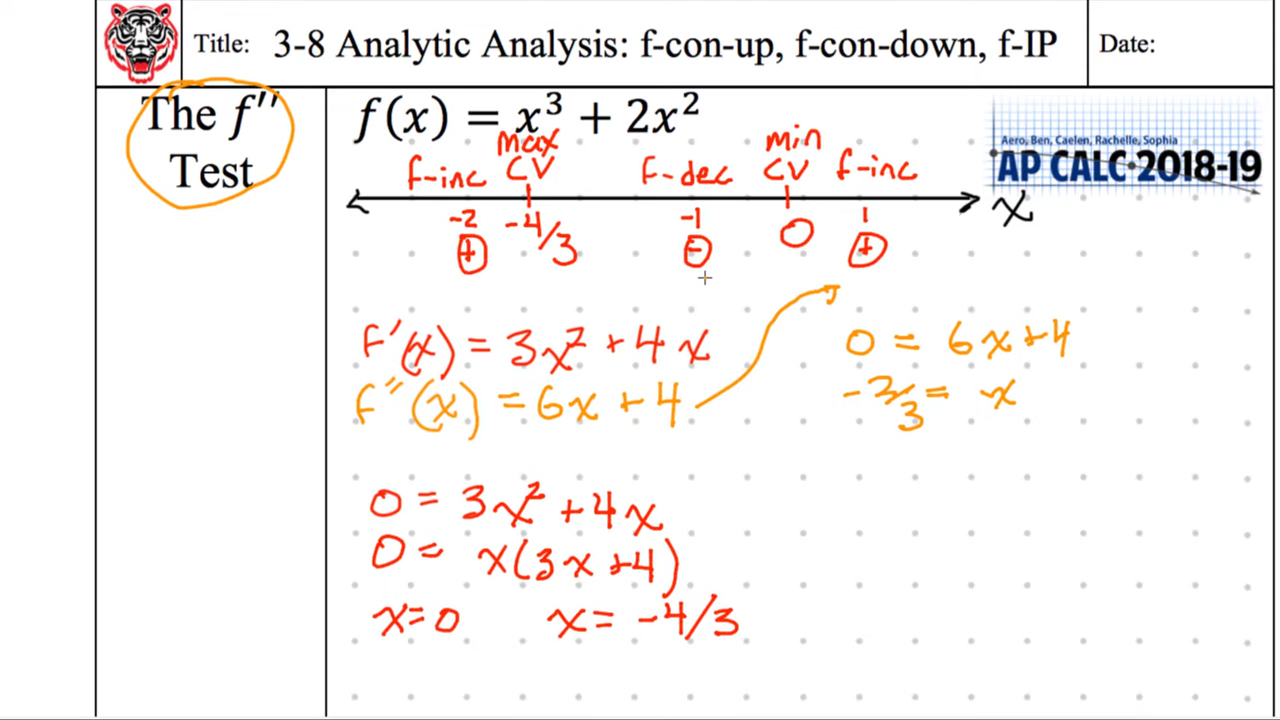 Title: 3-8 Analytic Analysis: f-con-up, f-con-down, f-IP Date:
The f′′
Test
f(x) = x³ + 2x²
Aero, Ben, Caelen, Rachelle, Sophia
AP CALC 2018-19
max min
f-inc CV f-dec CV f-inc
x
-2 -4/3 -1 0 1
+ - +
f'(x) = 3x² + 4x
f''(x) = 6x + 4
0 = 6x + 4
-2/3 = x
0 = 3x² + 4x
0 = x(3x + 4)
x = 0 x = -4/3